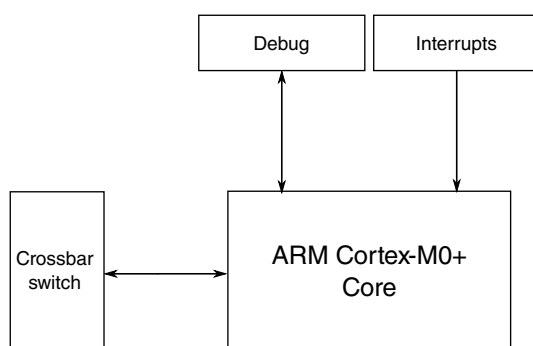 Debug
Interrupts
Crossbar
switch
ARM Cortex-M0+
Core